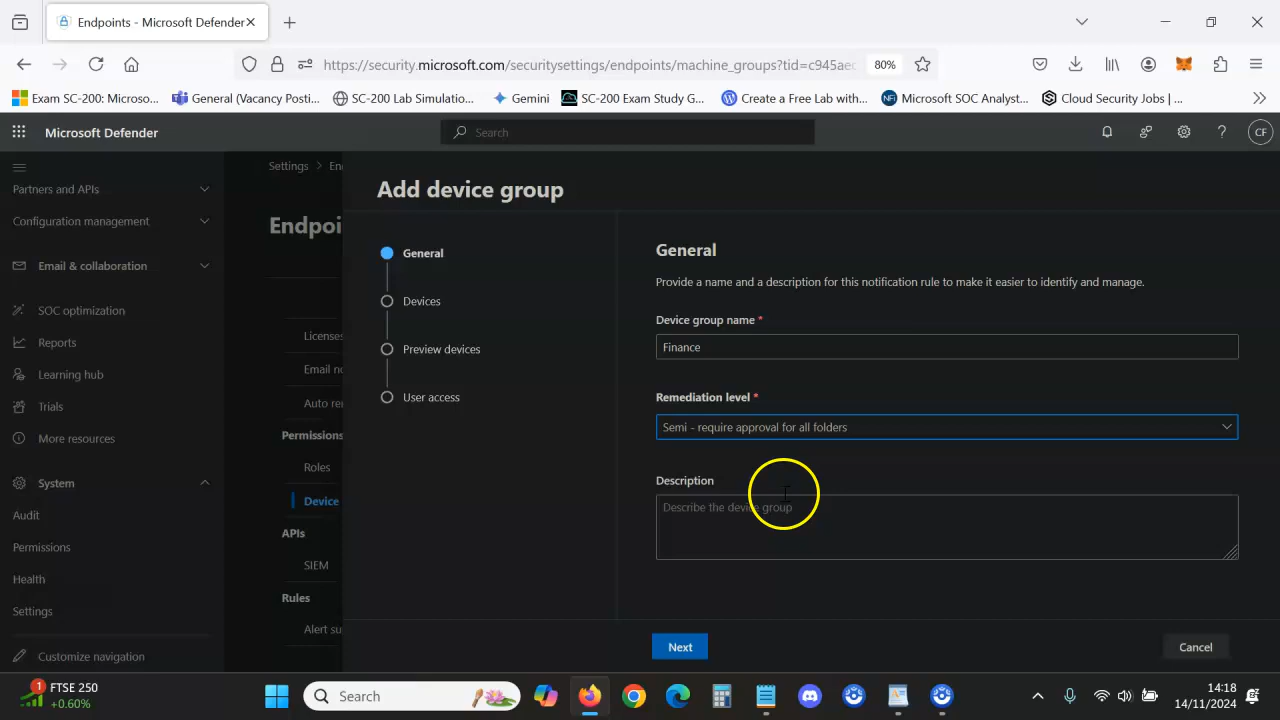 Endpoints - Microsoft Defender
https://security.microsoft.com/securitysettings/endpoints/machine_groups?tid=c945aec
80%
Exam SC-200: Microso...
General (Vacancy Posti...
SC-200 Lab Simulatio...
Gemini
SC-200 Exam Study G...
Create a Free Lab with...
Microsoft SOC Analyst...
Cloud Security Jobs | ...
Microsoft Defender
Search
CF
Settings > En
Partners and APIs
Configuration management
Email & collaboration
SOC optimization
Reports
Learning hub
Trials
More resources
System
Audit
Permissions
Health
Settings
Customize navigation
Endpoi
Licenses
Email no
Auto re
Permissions
Roles
Device
APIs
SIEM
Rules
Alert su
Add device group
General
Devices
Preview devices
User access
General
Provide a name and a description for this notification rule to make it easier to identify and manage.
Device group name *
Finance
Remediation level *
Semi - require approval for all folders
Description
Describe the device group
Next
Cancel
1
FTSE 250
+0.60%
Search
14:18
14/11/2024